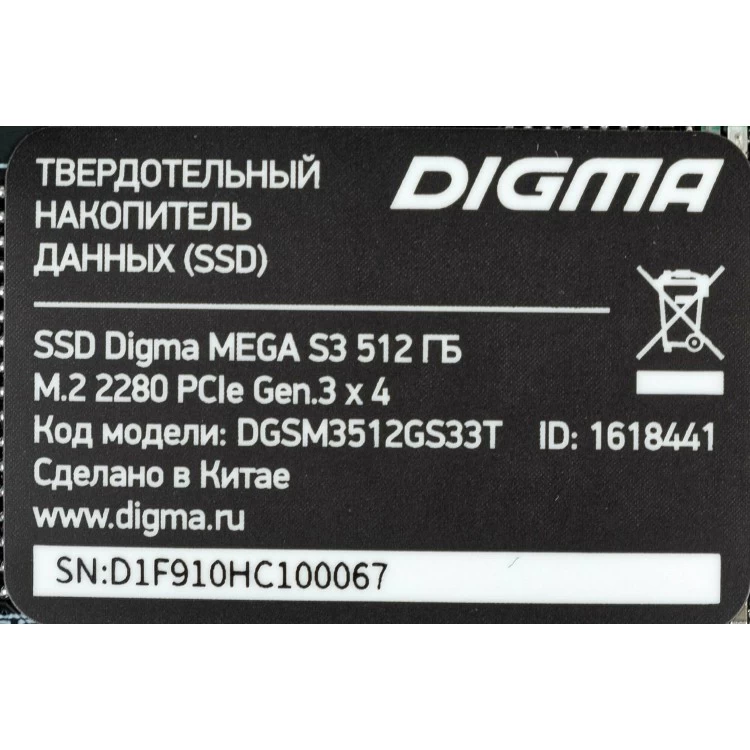 ТВЕРДОТЕЛЬНЫЙ
НАКОПИТЕЛЬ
ДАННЫХ (SSD)
DIGMA
SSD Digma MEGA S3 512 ГБ
M.2 2280 PCIe Gen.3 x 4
Код модели: DGSM3512GS33T ID: 1618441
Сделано в Китае
www.digma.ru
SN:D1F910HC100067